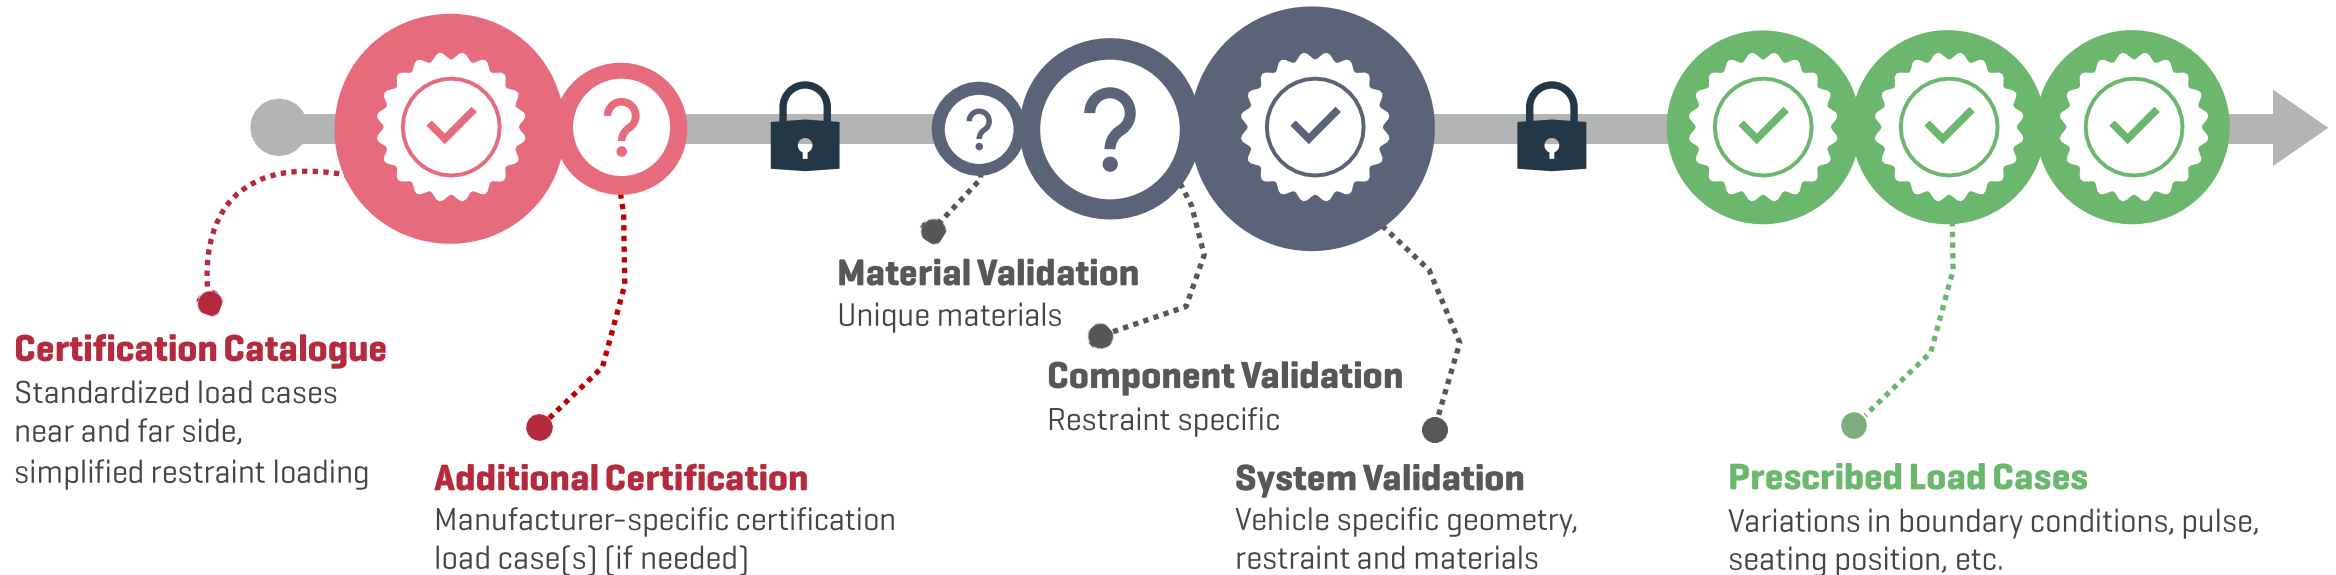 Certification Catalogue
Standardized load cases
near and far side,
simplified restraint loading
Additional Certification
Manufacturer-specific certification
load case(s) (if needed)
Material Validation
Unique materials
Component Validation
Restraint specific
System Validation
Vehicle specific geometry,
restraint and materials
Prescribed Load Cases
Variations in boundary conditions, pulse,
seating position, etc.